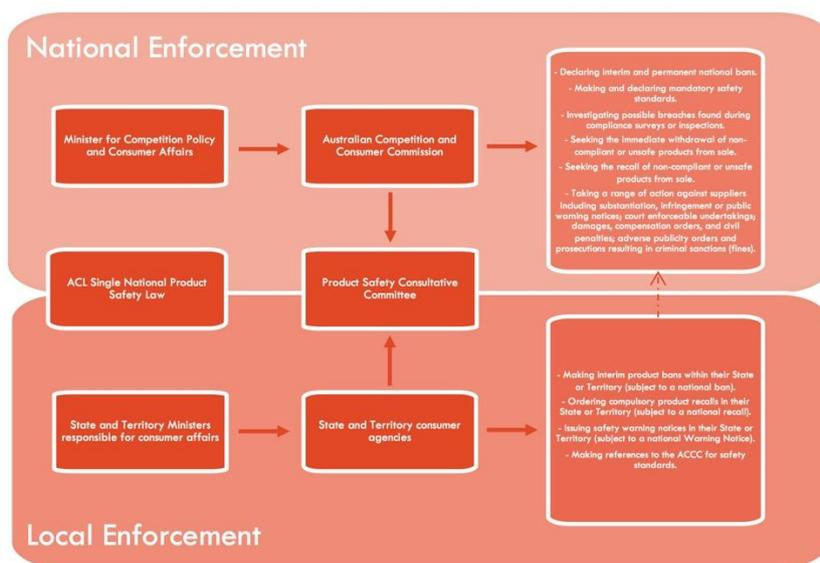 National Enforcement
Minister for Competition Policy
and Consumer Affairs
Australian Competition and
Consumer Commission
- Declaring interim and permanent national bans.
- Making and declaring mandatory safety
standards.
- Investigating possible breaches found during
compliance surveys or inspections.
- Seeking the immediate withdrawal of non-
compliant or unsafe products from sale.
- Seeking the recall of non-compliant or unsafe
products from sale.
- Taking a range of action against suppliers
including substantiation, infringement or public
warning notices; court enforceable undertakings;
damages, compensation orders, and civil
penalties; adverse publicity orders and
prosecutions resulting in criminal sanctions (fines).
ACL Single National Product
Safety Law
Product Safety Consultative
Committee
State and Territory Ministers
responsible for consumer affairs
State and Territory consumer
agencies
- Making interim product bans within their State
or Territory (subject to a national ban).
- Ordering compulsory product recalls in their
State or Territory (subject to a national recall).
- Issuing safety warning notices in their State or
Territory (subject to a national Warning Notice).
- Making references to the ACCC for safety
standards.
Local Enforcement